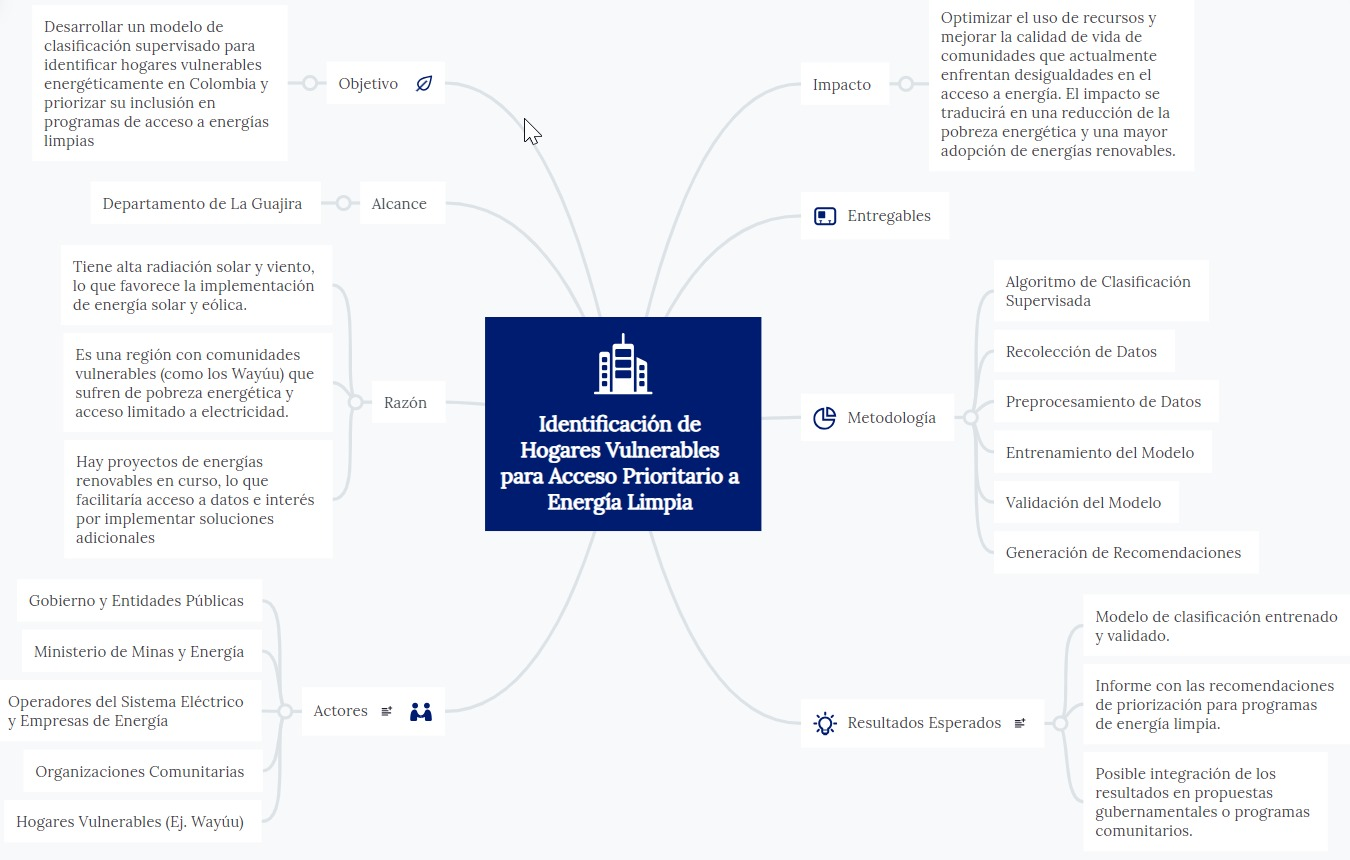 Desarrollar un modelo de
clasificación supervisado para
identificar hogares vulnerables
energéticamente en Colombia y
priorizar su inclusión en
programas de acceso a energías
limpias
Objetivo
Departamento de La Guajira
Alcance
Tiene alta radiación solar y viento,
lo que favorece la implementación
de energía solar y eólica.
Es una región con comunidades
vulnerables (como los Wayúu) que
sufren de pobreza energética y
acceso limitado a electricidad.
Hay proyectos de energías
renovables en curso, lo que
facilitaría acceso a datos e interés
por implementar soluciones
adicionales
Razón
Gobierno y Entidades Públicas
Ministerio de Minas y Energía
Operadores del Sistema Eléctrico
y Empresas de Energía
Organizaciones Comunitarias
Hogares Vulnerables (Ej. Wayúu)
Actores
Identificación de
Hogares Vulnerables
para Acceso Prioritario a
Energía Limpia
Impacto
Optimizar el uso de recursos y
mejorar la calidad de vida de
comunidades que actualmente
enfrentan desigualdades en el
acceso a energía. El impacto se
traducirá en una reducción de la
pobreza energética y una mayor
adopción de energías renovables.
Entregables
Metodología
Algoritmo de Clasificación
Supervisada
Recolección de Datos
Preprocesamiento de Datos
Entrenamiento del Modelo
Validación del Modelo
Generación de Recomendaciones
Resultados Esperados
Modelo de clasificación entrenado
y validado.
Informe con las recomendaciones
de priorización para programas
de energía limpia.
Posible integración de los
resultados en propuestas
gubernamentales o programas
comunitarios.